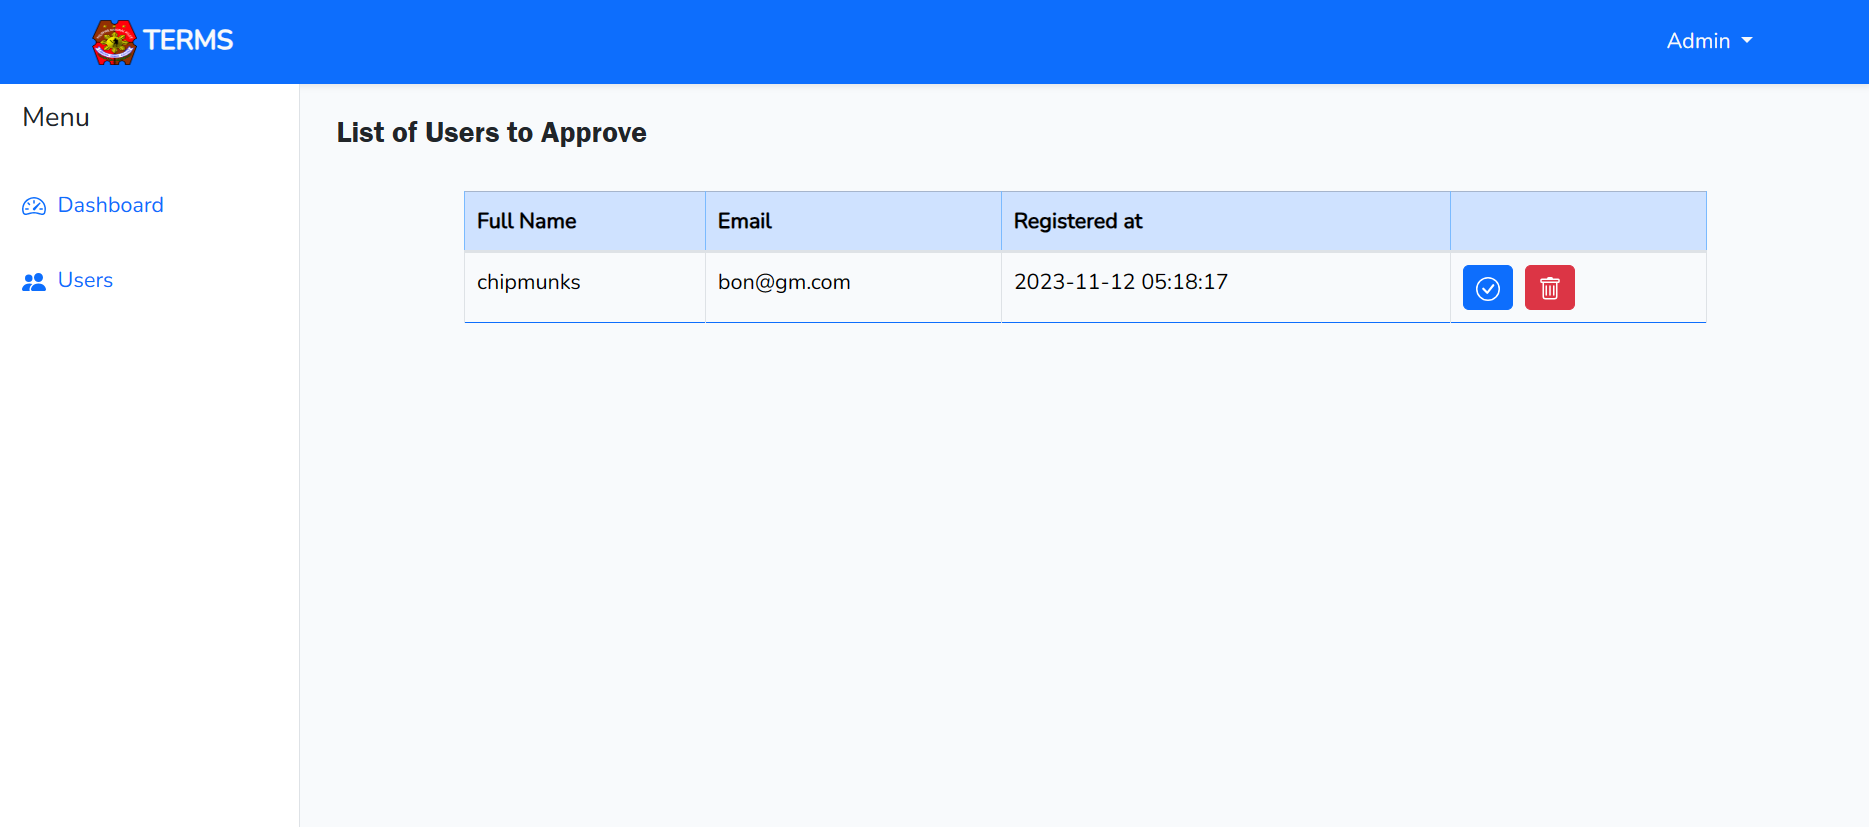 TERMS
Admin
Menu
Dashboard
Users
List of Users to Approve
Full Name Email Registered at
chipmunks bon@gm.com 2023-11-12 05:18:17